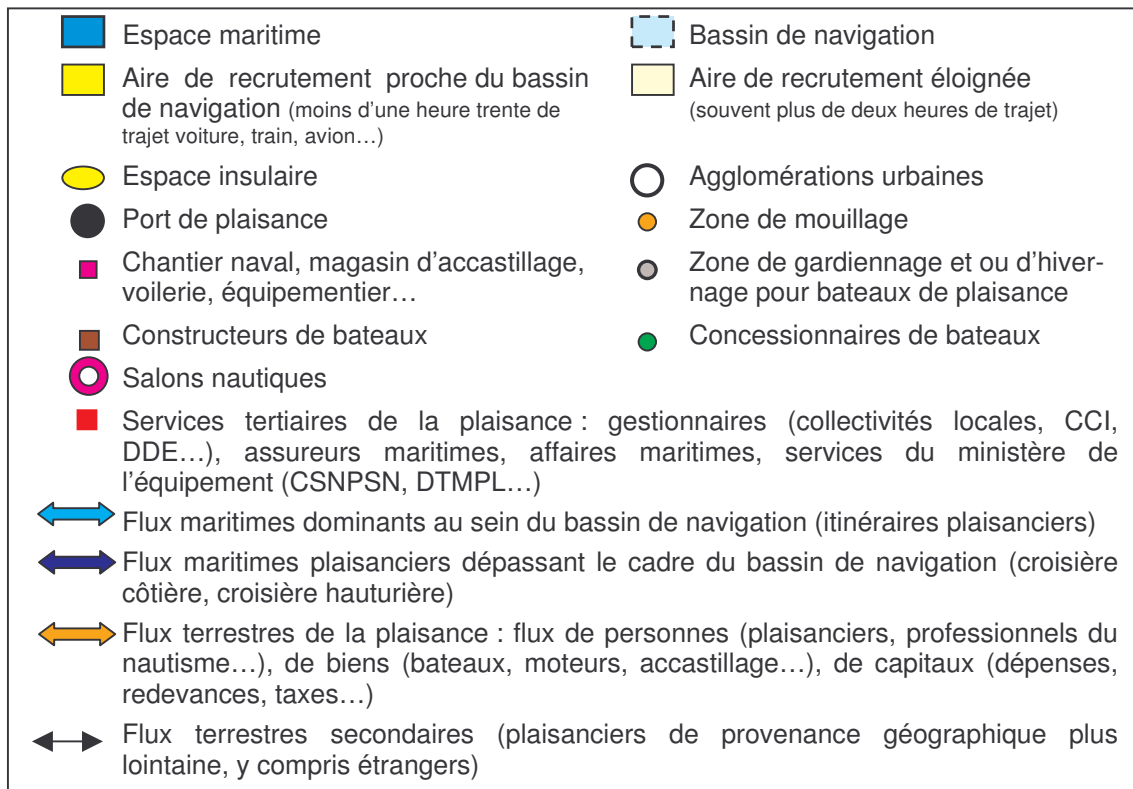 Espace maritime
Bassin de navigation
Aire de recrutement proche du bassin
de navigation (moins d'une heure trente de
trajet voiture, train, avion…)
Aire de recrutement éloignée
(souvent plus de deux heures de trajet)
Espace insulaire
Agglomérations urbaines
Port de plaisance
Zone de mouillage
Chantier naval, magasin d'accastillage,
voilerie, équipementier…
Zone de gardiennage et ou d'hiver-
nage pour bateaux de plaisance
Constructeurs de bateaux
Concessionnaires de bateaux
Salons nautiques
Services tertiaires de la plaisance : gestionnaires (collectivités locales, CCI,
DDE…), assureurs maritimes, affaires maritimes, services du ministère de
l'équipement (CSNPSN, DTMPL…)
Flux maritimes dominants au sein du bassin de navigation (itinéraires plaisanciers)
Flux maritimes plaisanciers dépassant le cadre du bassin de navigation (croisière
côtière, croisière hauturière)
Flux terrestres de la plaisance : flux de personnes (plaisanciers, professionnels du
nautisme…), de biens (bateaux, moteurs, accastillage…), de capitaux (dépenses,
redevances, taxes…)
Flux terrestres secondaires (plaisanciers de provenance géographique plus
lointaine, y compris étrangers)